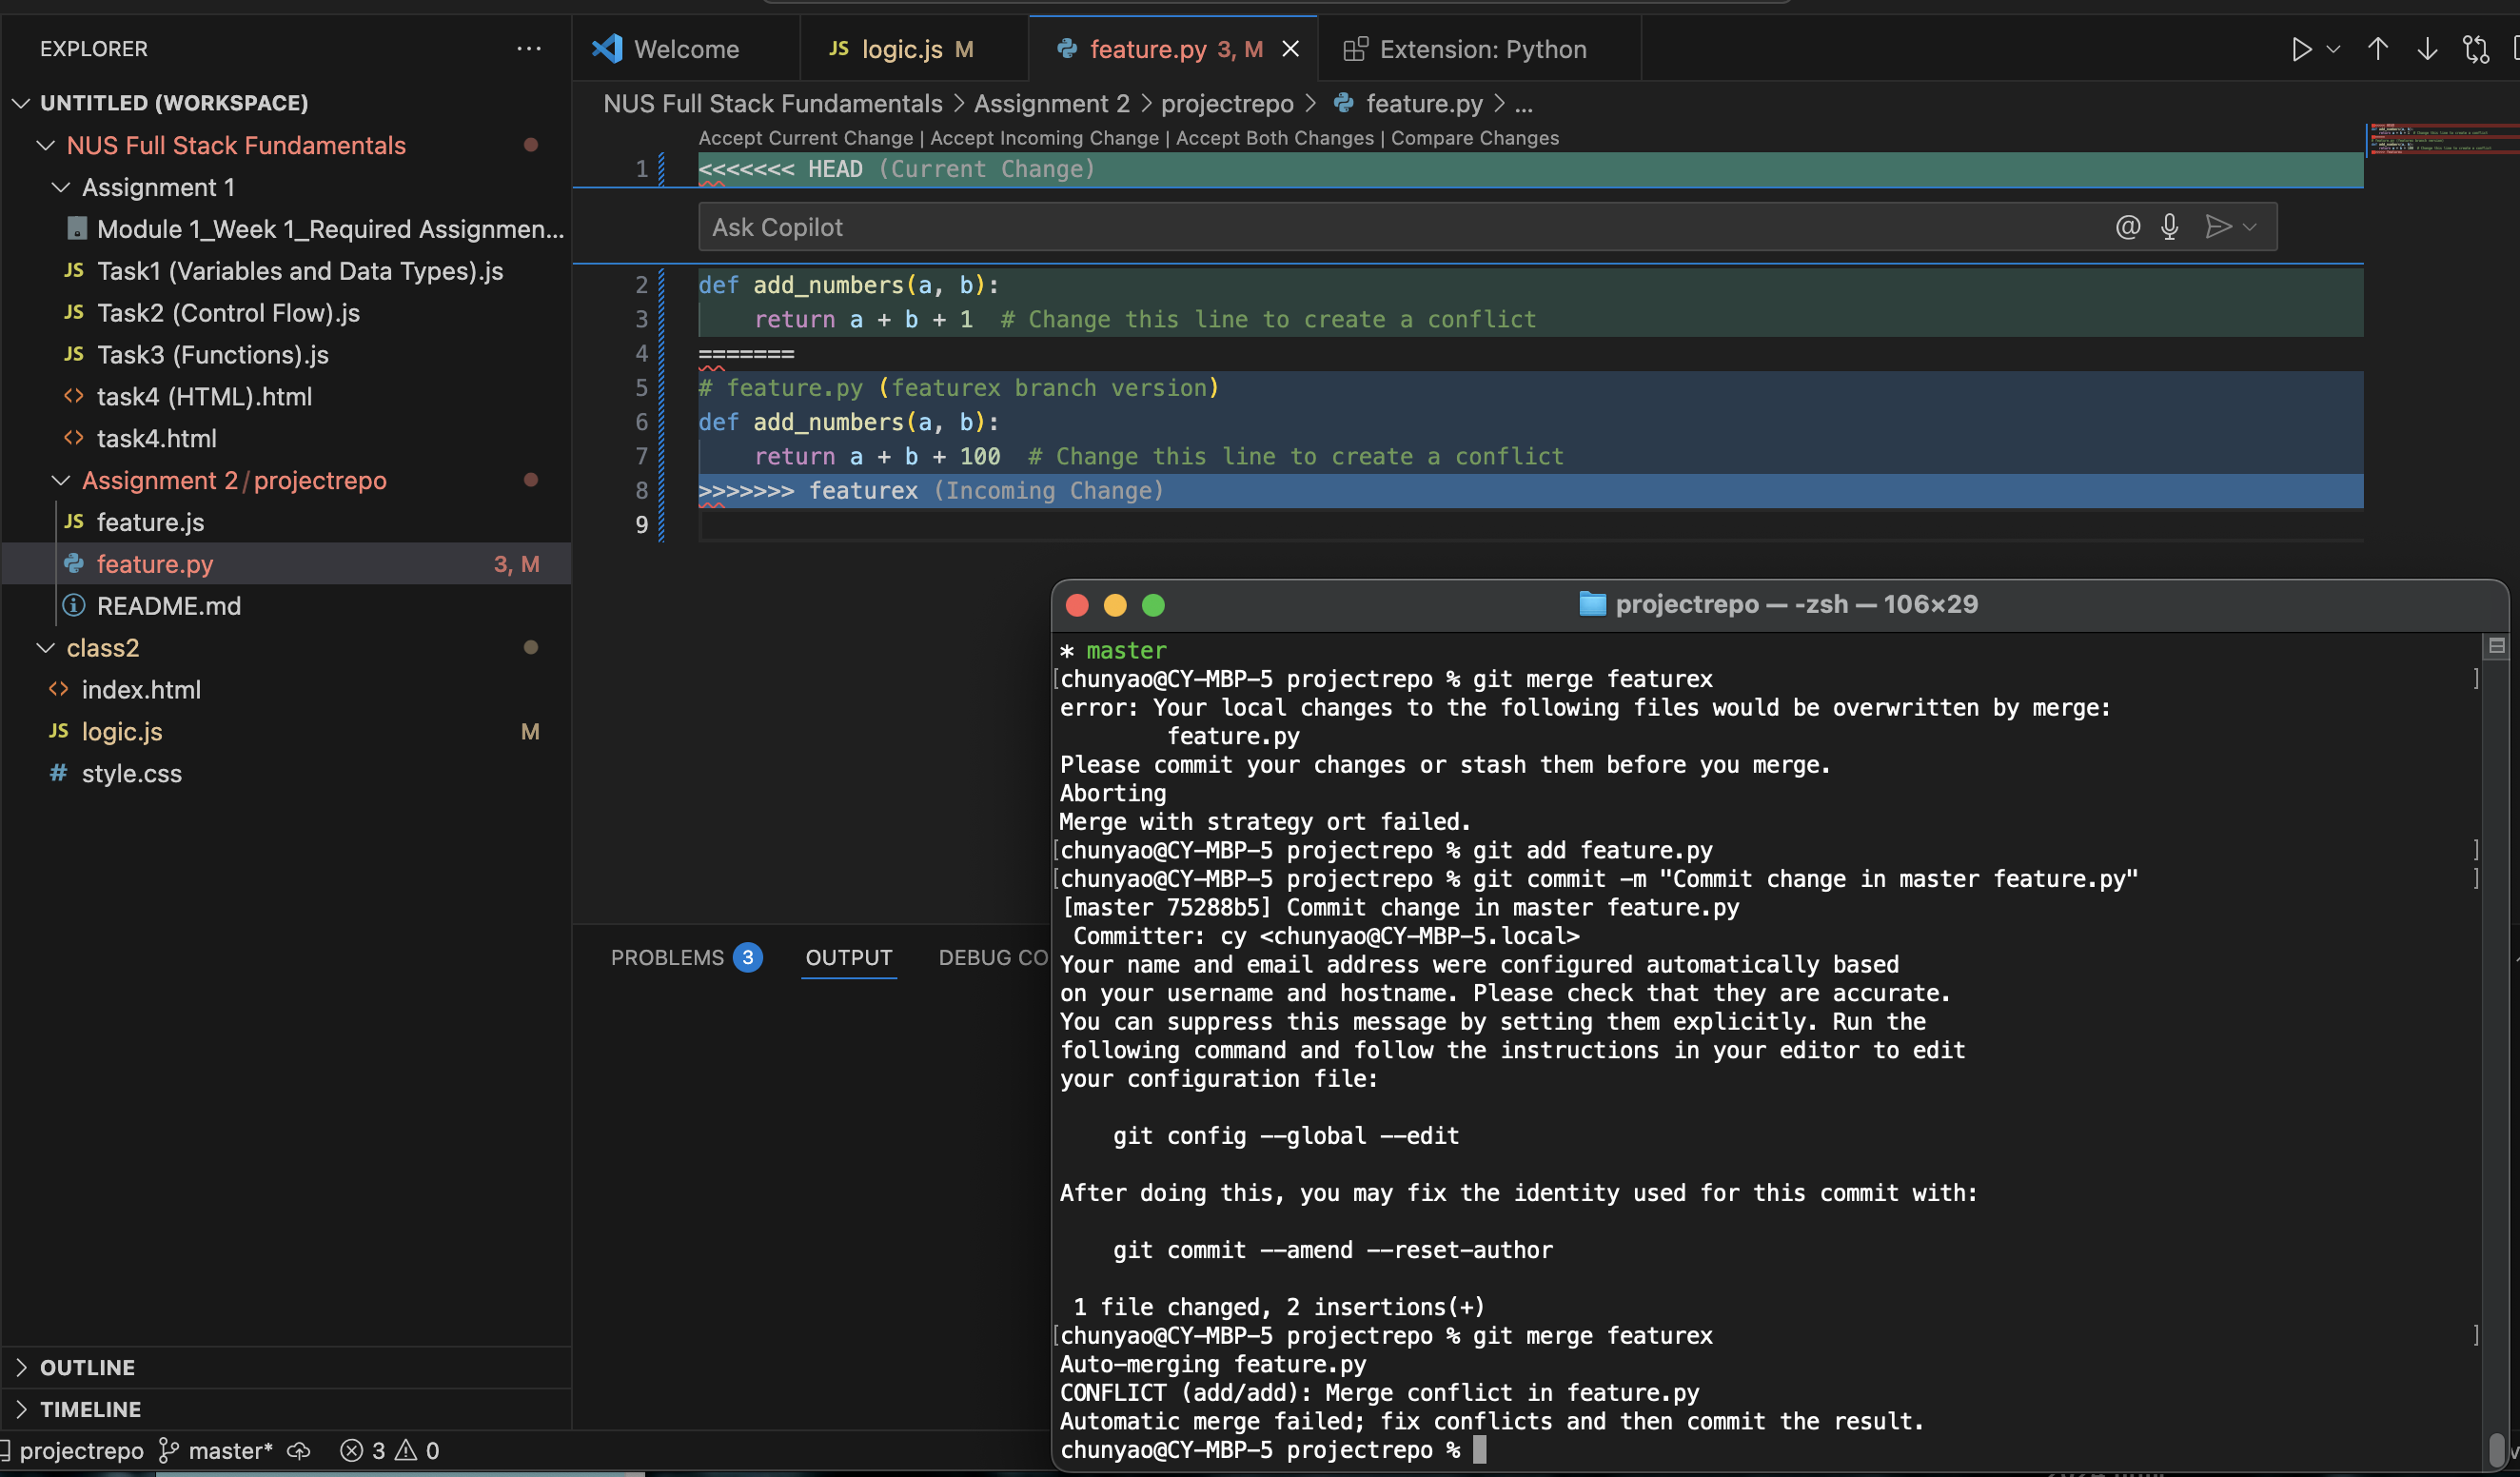 EXPLORER
UNTITLED (WORKSPACE)
NUS Full Stack Fundamentals
Assignment 1
Module 1_Week 1_Required Assignmen...
JS Task1 (Variables and Data Types).js
JS Task2 (Control Flow).js
JS Task3 (Functions).js
<> task4 (HTML).html
<> task4.html
Assignment 2/projectrepo
JS feature.js
feature.py 3, M
README.md
class2
<> index.html
JS logic.js M
# style.css
OUTLINE
TIMELINE
projectrepo master* 3 0
Welcome
JS logic.js M
feature.py 3, M
Extension: Python
NUS Full Stack Fundamentals > Assignment 2 > projectrepo > feature.py > ...
Accept Current Change | Accept Incoming Change | Accept Both Changes | Compare Changes
1 <<<<<<< HEAD (Current Change)
Ask Copilot
2 def add_numbers(a, b):
3 return a + b + 1 # Change this line to create a conflict
4 =======
5 # feature.py (featurex branch version)
6 def add_numbers(a, b):
7 return a + b + 100 # Change this line to create a conflict
8 >>>>>>> featurex (Incoming Change)
9
PROBLEMS 3 OUTPUT DEBUG CO
projectrepo — -zsh — 106×29
* master
[chunyao@CY-MBP-5 projectrepo % git merge featurex ]
error: Your local changes to the following files would be overwritten by merge:
feature.py
Please commit your changes or stash them before you merge.
Aborting
Merge with strategy ort failed.
[chunyao@CY-MBP-5 projectrepo % git add feature.py ]
[chunyao@CY-MBP-5 projectrepo % git commit -m "Commit change in master feature.py" ]
[master 75288b5] Commit change in master feature.py
Committer: cy <chunyao@CY-MBP-5.local>
Your name and email address were configured automatically based
on your username and hostname. Please check that they are accurate.
You can suppress this message by setting them explicitly. Run the
following command and follow the instructions in your editor to edit
your configuration file:
git config --global --edit
After doing this, you may fix the identity used for this commit with:
git commit --amend --reset-author
1 file changed, 2 insertions(+)
[chunyao@CY-MBP-5 projectrepo % git merge featurex ]
Auto-merging feature.py
CONFLICT (add/add): Merge conflict in feature.py
Automatic merge failed; fix conflicts and then commit the result.
chunyao@CY-MBP-5 projectrepo %